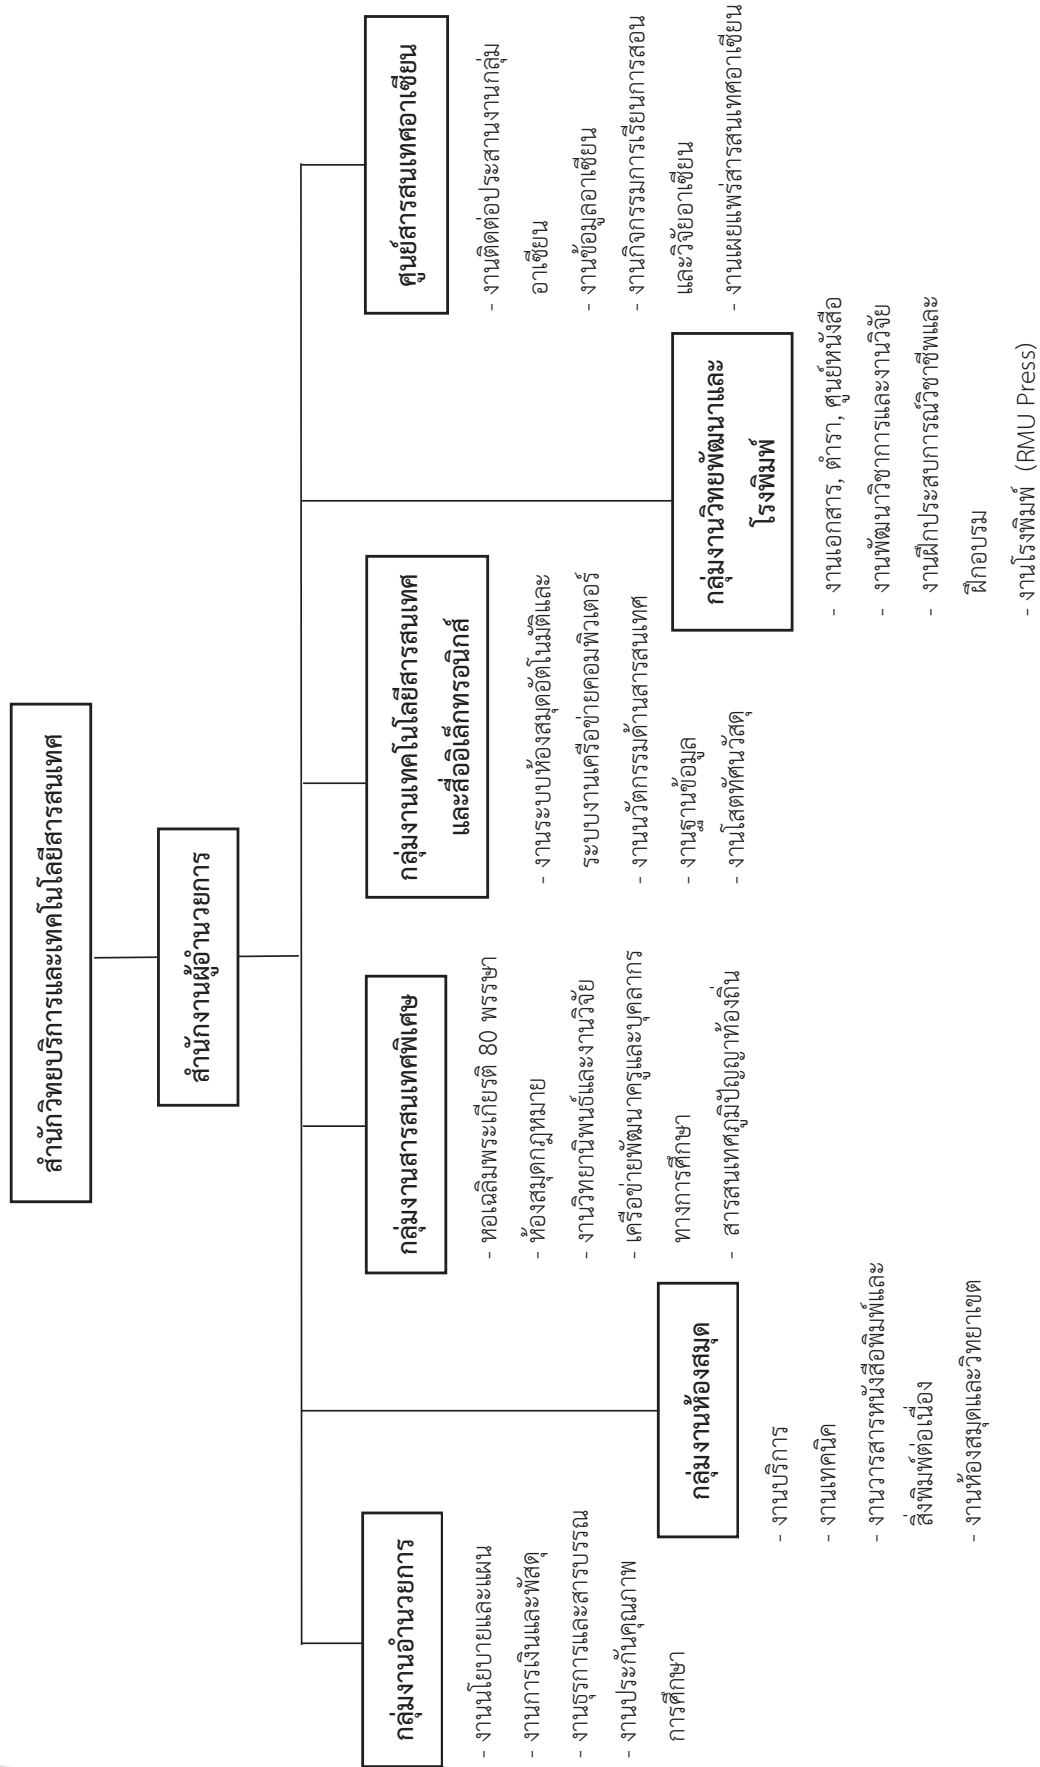 สำนักวิทยบริการและเทคโนโลยีสารสนเทศ
สำนักงานผู้อำนวยการ
กลุ่มงานอำนวยการ
- งานนโยบายและแผน
- งานการเงินและพัสดุ
- งานธุรการและสารบรรณ
- งานประกันคุณภาพ
การศึกษา
กลุ่มงานห้องสมุด
- งานบริการ
- งานเทคนิค
- งานวารสารหนังสือพิมพ์และ
สิ่งพิมพ์ต่อเนื่อง
- งานห้องสมุดและวิทยาเขต
กลุ่มงานสารสนเทศพิเศษ
- หอเฉลิมพระเกียรติ 80 พรรษา
- ห้องสมุดกฎหมาย
- งานวิทยานิพนธ์และงานวิจัย
- เครือข่ายพัฒนาครูและบุคลากร
ทางการศึกษา
- สารสนเทศภูมิปัญญาท้องถิ่น
กลุ่มงานเทคโนโลยีสารสนเทศ
และสื่ออิเล็กทรอนิกส์
- งานระบบห้องสมุดอัตโนมัติและ
ระบบงานเครือข่ายคอมพิวเตอร์
- งานนวัตกรรมด้านสารสนเทศ
- งานฐานข้อมูล
- งานโสตทัศนวัสดุ
กลุ่มงานวิทยพัฒนาและ
โรงพิมพ์
- งานเอกสาร, ตำรา, ศูนย์หนังสือ
- งานพัฒนาวิชาการและงานวิจัย
- งานฝึกประสบการณ์วิชาชีพและ
ฝึกอบรม
- งานโรงพิมพ์ (RMU Press)
ศูนย์สารสนเทศอาเซียน
- งานติดต่อประสานงานกลุ่ม
อาเซียน
- งานข้อมูลอาเซียน
- งานกิจกรรมการเรียนการสอน
และวิจัยอาเซียน
- งานเผยแพร่สารสนเทศอาเซียน